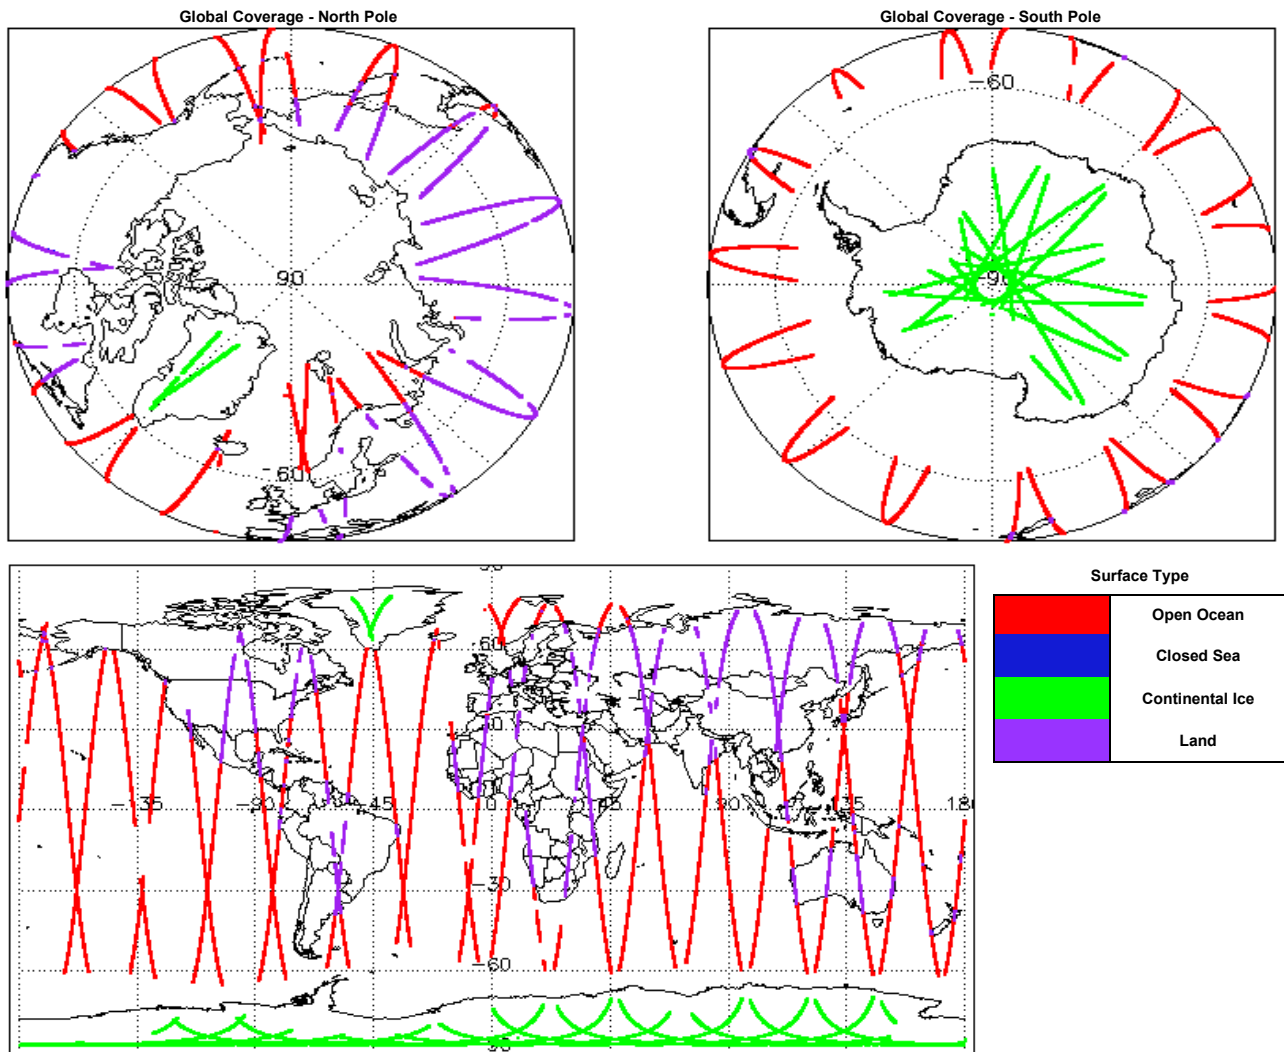 Global Coverage - North Pole
Global Coverage - South Pole
90
60
-60
-90
60
-135
-90
-45
0
45
90
135
180
-30
-60
Surface Type
Open Ocean
Closed Sea
Continental Ice
Land